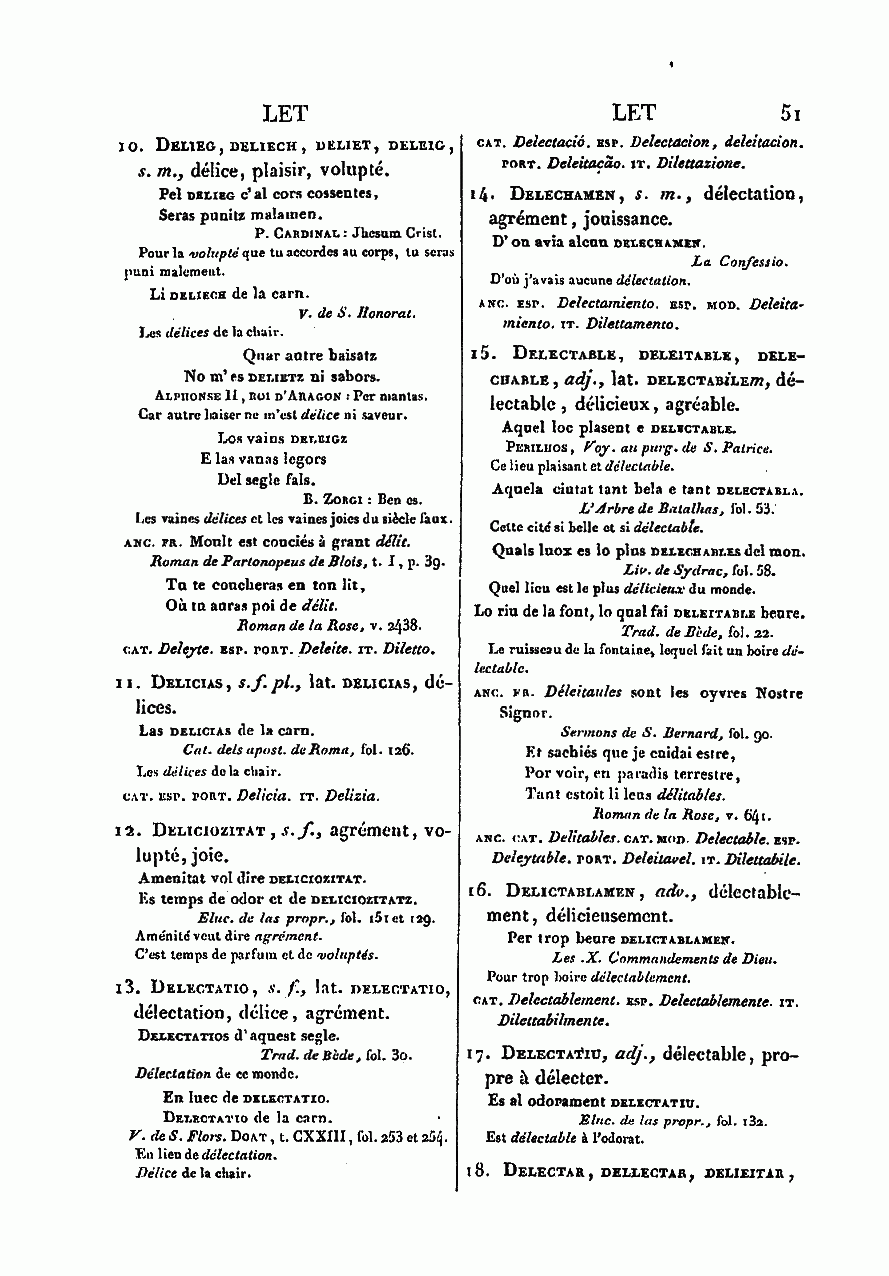 LET
LET 51
10. DELIEG, DELIECH, DELIET, DELEIG,
s. m., délice, plaisir, volupté.
Pel DELIEG c'al cors cossentes,
Seras punitz malamen.
P. CARDINAL: Jhesum Crist.
Pour la volupté que tu accordes au corps, tu seras
puni malement.
Li DELIECH de la carn.
V. de S. Honorat.
Les délices de la chair.
Quar autre baisatz
No m'es DELIETZ ni sabors.
ALPHONSE II, ROI D'ARAGON: Per mantas.
Car autre baiser ne m'est délice ni saveur.
Los vains DELEIGZ
E las vanas legors
Del segle fals.
B. ZORGI: Ben es.
Les vaines délices et les vaines joies du siècle faux.
ANC. FR. Moult est conciés à grant délit.
Roman de Partonopeus de Blois, t. I, p. 39.
Tu te coucheras en ton lit,
Où tu auras poi de délit.
Roman de la Rose, v. 2438.
CAT. Deleyte. ESP. PORT. Deleite. IT. Diletto.
11. DELICIAS, s. f. pl., lat. DELICIAS, dé-
lices.
Las DELICIAS de la carn.
Cat. dels apost. de Roma, fol. 126.
Les délices de la chair.
CAT. ESP. PORT. Delicia. IT. Delizia.
12. DELICIOZITAT, s. f., agrément, vo-
lupté, joie.
Amenitat vol dire DELICIOZITAT.
Es temps de odor et de DELICIOZITATZ.
Eluc. de las propr., fol. 151 et 129.
Aménité veut dire agrément.
C'est temps de parfum et de voluptés.
13. DELECTATIO, s. f., lat. DELECTATIO,
délectation, délice, agrément.
DELECTATIOS d'aquest segle.
Trad. de Bède, fol. 30.
Délectation de ce monde.
En luec de DELECTATIO.
DELECTATIO de la carn.
V. de S. Flors. DOAT, t. CXXIII, fol. 253 et 254.
En lieu de délectation.
Délice de la chair.
CAT. Delectació. ESP. Delectacion, deleitacion.
PORT. Deleitação. IT. Dilettazione.
14. DELECHAMEN, s. m., délectation,
agrément, jouissance.
D'on avia alcun DELECHAMEN.
La Confessio.
D'où j'avais aucune délectation.
ANC. ESP. Delectamiento. ESP. MOD. Deleita-
miento. IT. Dilettamento.
15. DELECTABLE, DELEITABLE, DELE-
CHABLE, adj., lat. DELECTABiLEm, dé-
lectable, délicieux, agréable.
Aquel loc plasent e DELECTABLE.
PERILHOS, Voy. au purg. de S. Patrice.
Ce lieu plaisant et délectable.
Aquela ciutat tant bela e tant DELECTABLA.
L'Arbre de Batalhas, fol. 53.
Cette cité si belle et si délectable.
Quals luox es lo plus DELECHABLES del mon.
Liv. de Sydrac, fol. 58.
Quel lieu est le plus délicieux du monde.
Lo riu de la font, lo qual fai DELEITABLE beure.
Trad. de Bède, fol. 22.
Le ruisseau de la fontaine, lequel fait un boire dé-
lectable.
ANC. FR. Déleitaules sont les oyvres Nostre
Signor.
Sermons de S. Bernard, fol. 90.
Et sachiés que je cuidai estre,
Por voir, en paradis terrestre,
Tant estoit li leus délitables.
Roman de la Rose, v. 641.
ANC. CAT. Delitables. CAT. MOD. Delectable. ESP.
Deleytable. PORT. Deleitavel. IT. Dilettabile.
16. DELICTABLAMEN, adv., délectable-
ment, délicieusement.
Per trop beure DELICTABLAMEN.
Les .X. Commandements de Dieu.
Pour trop boire délectablement.
CAT. Delectablement. ESP. Delectablemente. IT.
Dilettabilmente.
17. DELECTATIU, adj., délectable, pro-
pre à délecter.
Es al odorament DELECTATIU.
Eluc. de las propr., fol. 132.
Est délectable à l'odorat.
18. DELECTAR, DELLECTAR, DELIEITAR,